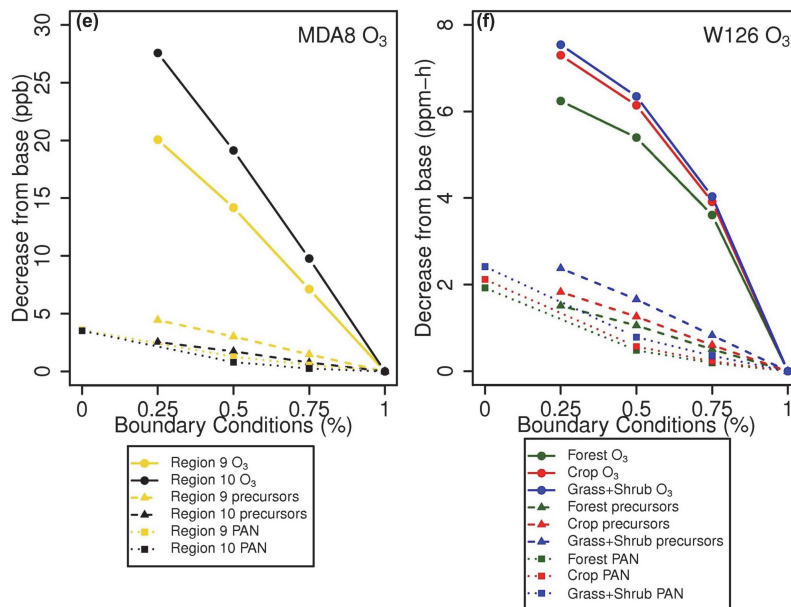 (e)
MDA8 O₃
Decrease from base (ppb)
30
25
20
15
10
5
0
0
0.25
0.5
0.75
1
Boundary Conditions (%)
Region 9 O₃
Region 10 O₃
Region 9 precursors
Region 10 precursors
Region 9 PAN
Region 10 PAN
(f)
W126 O₃
Decrease from base (ppm−h)
8
6
4
2
0
0
0.25
0.5
0.75
1
Boundary Conditions (%)
Forest O₃
Crop O₃
Grass+Shrub O₃
Forest precursors
Crop precursors
Grass+Shrub precursors
Forest PAN
Crop PAN
Grass+Shrub PAN